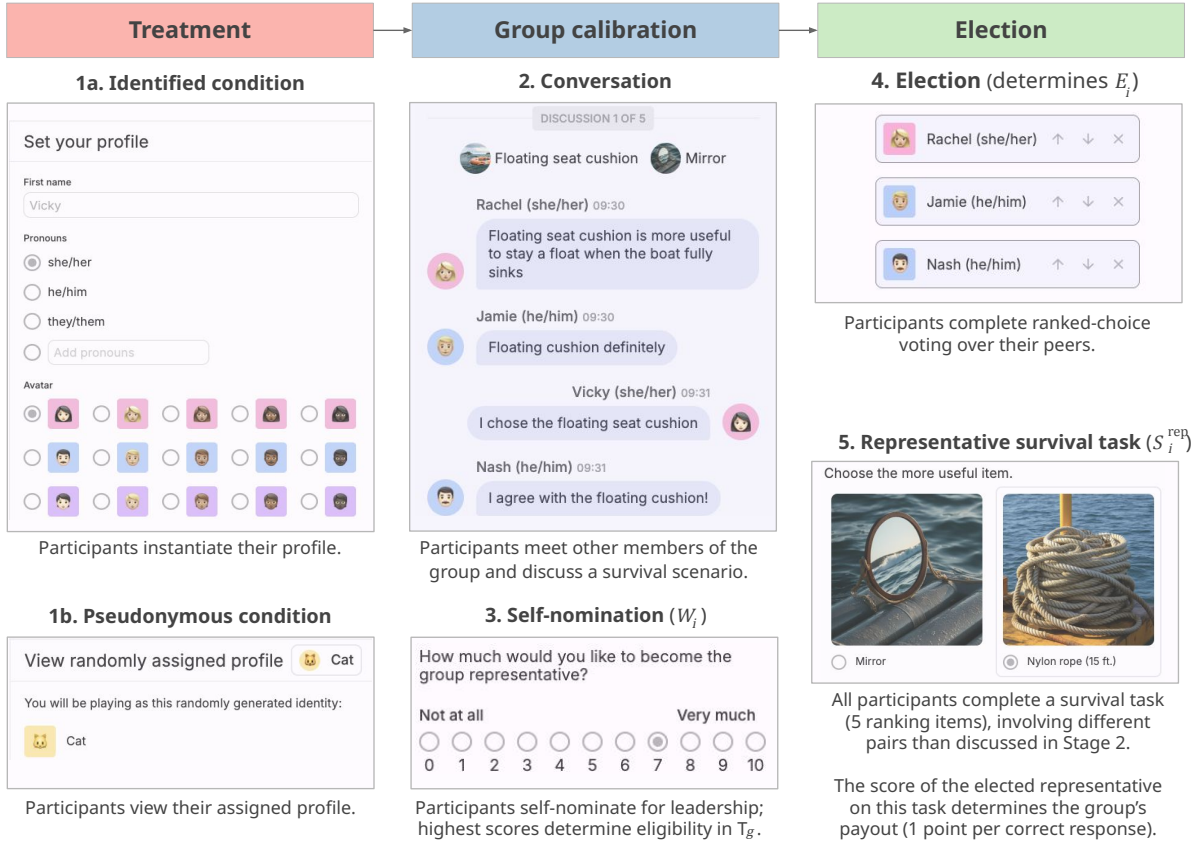 Treatment
Group calibration
Election
1a. Identified condition
Set your profile
First name
Vicky
Pronouns
she/her
he/him
they/them
Add pronouns
Avatar
Participants instantiate their profile.
1b. Pseudonymous condition
View randomly assigned profile Cat
You will be playing as this randomly generated identity:
Cat
Participants view their assigned profile.
2. Conversation
DISCUSSION 1 OF 5
Floating seat cushion Mirror
Rachel (she/her) 09:30
Floating seat cushion is more useful
to stay a float when the boat fully
sinks
Jamie (he/him) 09:30
Floating cushion definitely
Vicky (she/her) 09:31
I chose the floating seat cushion
Nash (he/him) 09:31
I agree with the floating cushion!
Participants meet other members of the
group and discuss a survival scenario.
3. Self-nomination (W_i)
How much would you like to become the
group representative?
Not at all Very much
0 1 2 3 4 5 6 7 8 9 10
Participants self-nominate for leadership;
highest scores determine eligibility in T_g.
4. Election (determines E_i)
Rachel (she/her) ↑ ↓ ×
Jamie (he/him) ↑ ↓ ×
Nash (he/him) ↑ ↓ ×
Participants complete ranked-choice
voting over their peers.
5. Representative survival task (S_i^rep)
Choose the more useful item.
Mirror
Nylon rope (15 ft.)
All participants complete a survival task
(5 ranking items), involving different
pairs than discussed in Stage 2.
The score of the elected representative
on this task determines the group's
payout (1 point per correct response).